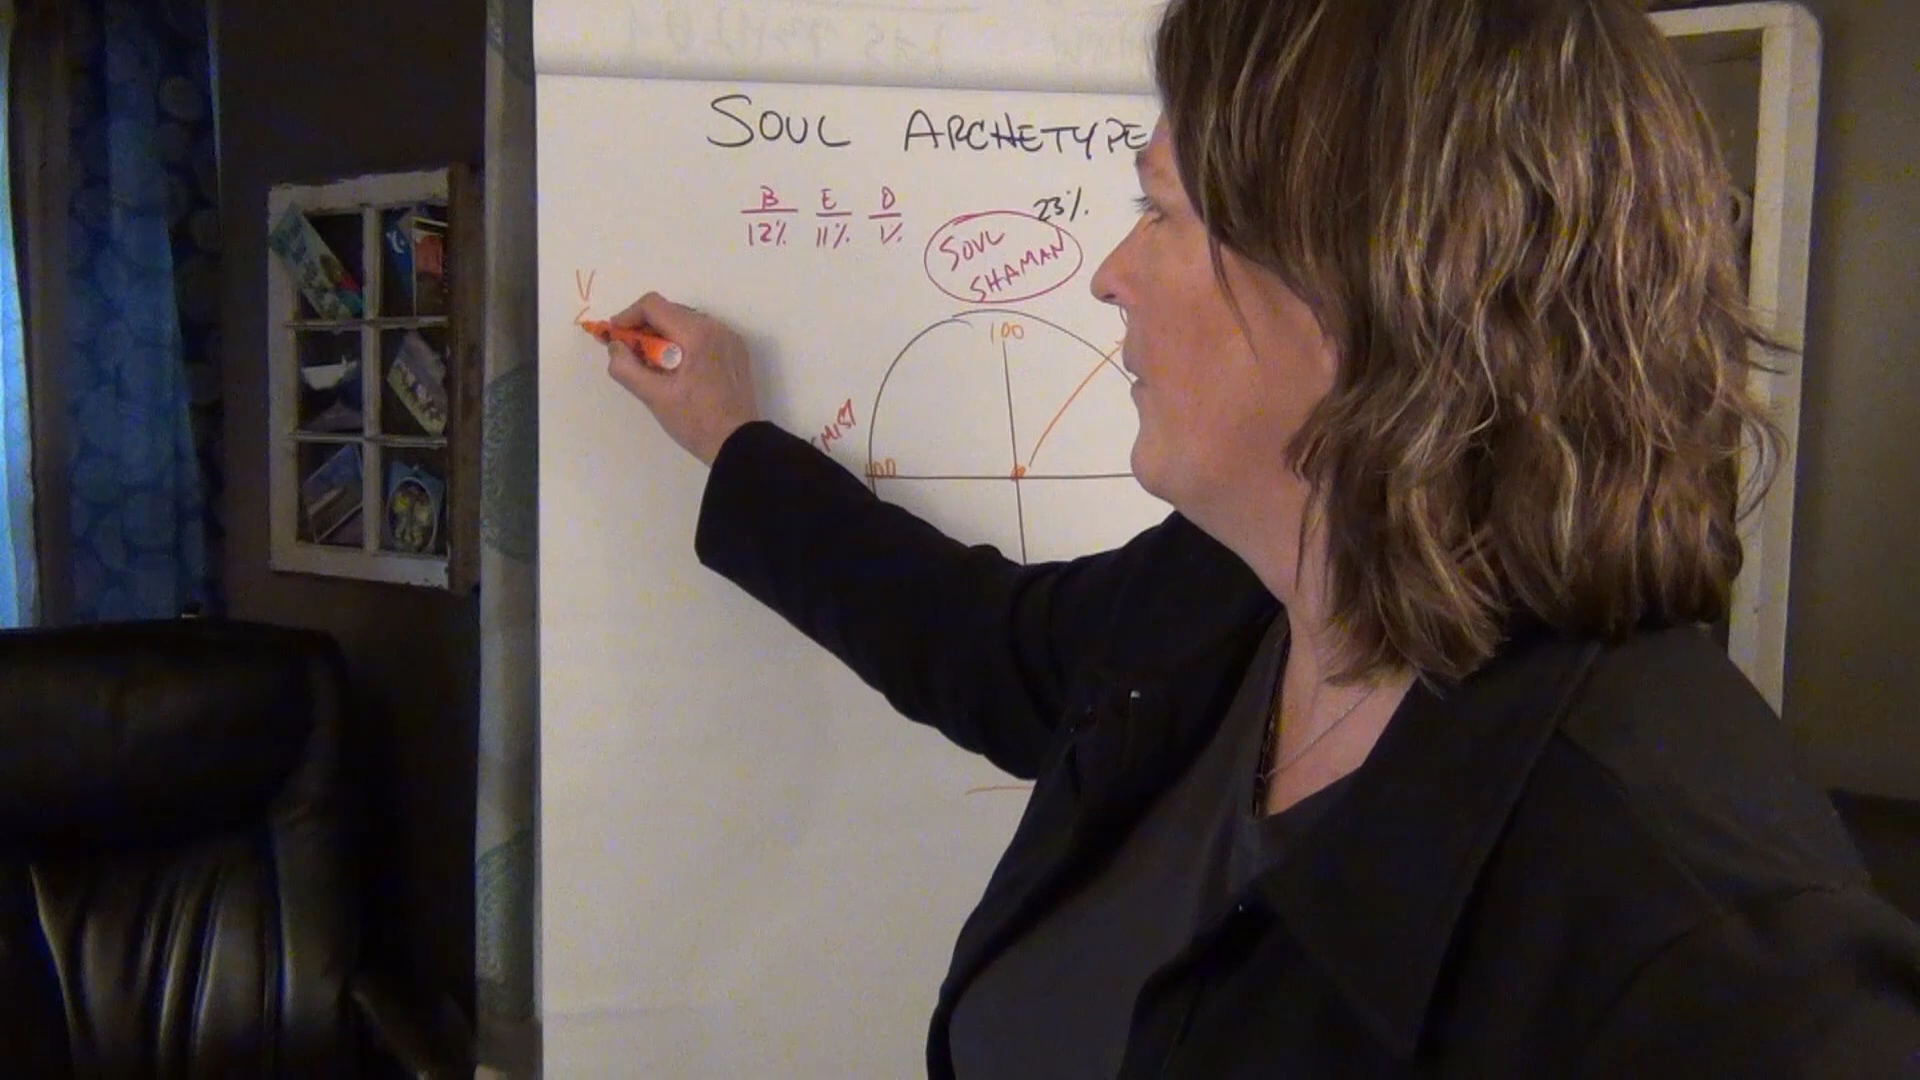 SOUL ARCHETYPE
B E D
12% 11% 1%
23%
SOUL
SHAMAN
V
100
100